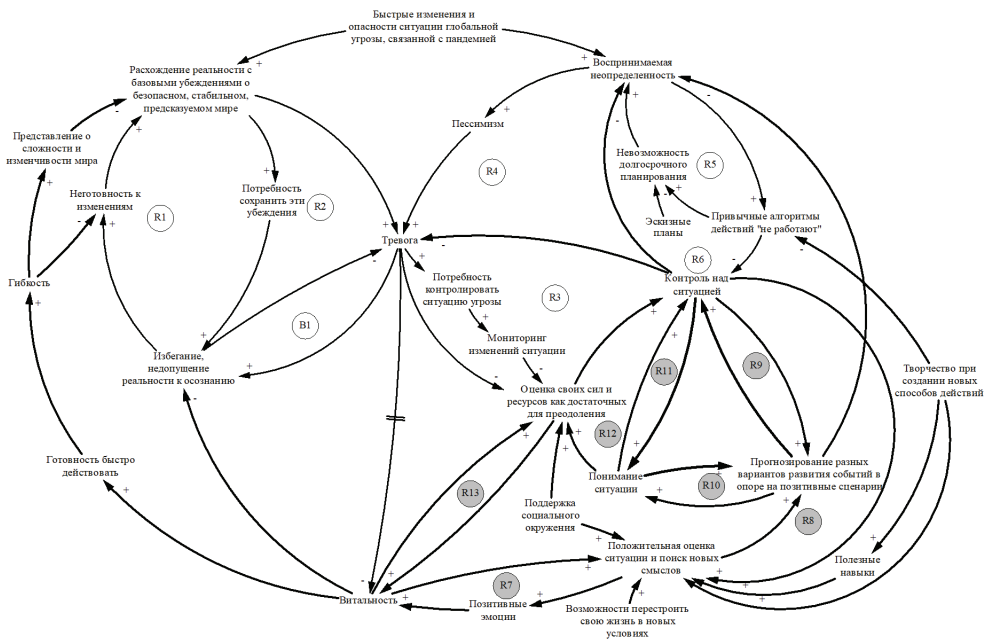 Быстрые изменения и
опасности ситуации глобальной
угрозы, связанной с пандемией
Расхождение реальности с
базовыми убеждениями о
безопасном, стабильном,
предсказуемом мире
Воспринимаемая
неопределенность
Пессимизм
Представление о
сложности и
изменчивости мира
Неготовность к
изменениям
R1
Потребность
сохранить эти
убеждения
R2
R4
Невозможность
долгосрочного
планирования
R5
Эскизные
планы
Привычные алгоритмы
действий "не работают"
Тревога
R6
Контроль над
ситуацией
Гибкость
Потребность
контролировать
ситуацию угрозы
R3
B1
Мониторинг
изменений ситуации
Избегание,
недопущение
реальности к осознанию
Оценка своих сил и
ресурсов как достаточных
для преодоления
R11
R9
Творчество при
создании новых
способов действий
R12
Готовность быстро
действовать
Понимание
ситуации
R10
Прогнозирование разных
вариантов развития событий в
опоре на позитивные сценарии
R13
Поддержка
социального
окружения
R8
Положительная оценка
ситуации и поиск новых
смыслов
Полезные
навыки
R7
Витальность
Позитивные
эмоции
Возможности перестроить
свою жизнь в новых
условиях